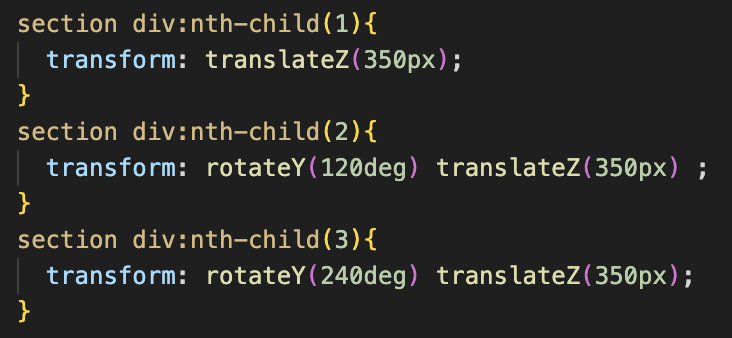 section div:nth-child(1){
  transform: translateZ(350px);
}
section div:nth-child(2){
  transform: rotateY(120deg) translateZ(350px) ;
}
section div:nth-child(3){
  transform: rotateY(240deg) translateZ(350px);
}